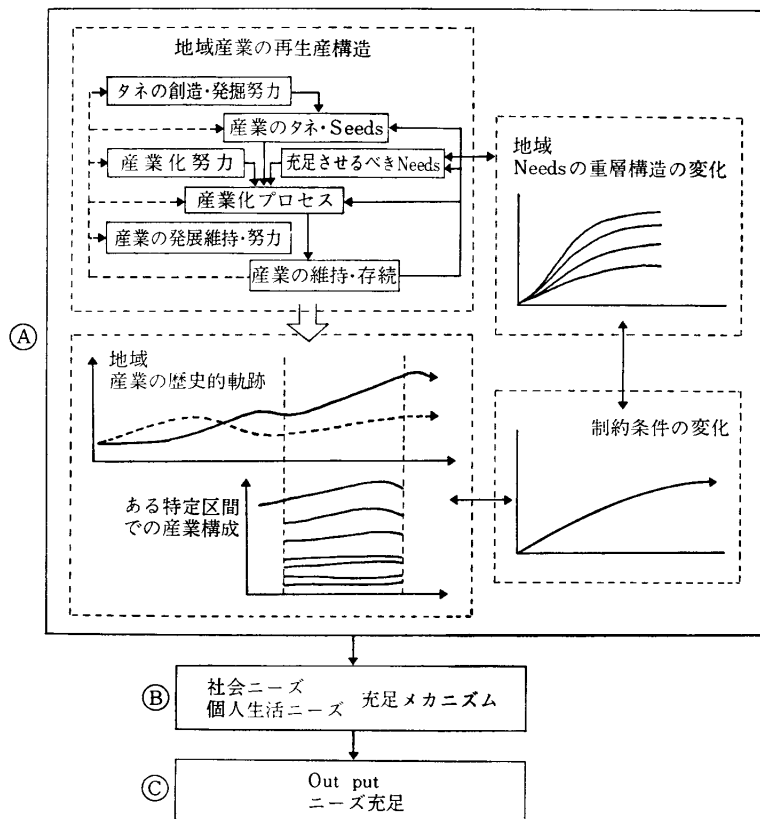 地域産業の再生産構造
タネの創造・発掘努力
産業のタネ・Seeds
産業化努力
充足させるべきNeeds
産業化プロセス
産業の発展維持・努力
産業の維持・存続
地域
Needsの重層構造の変化
Ⓐ
地域
産業の歴史的軌跡
ある特定区間
での産業構成
制約条件の変化
Ⓑ
社会ニーズ
個人生活ニーズ
充足メカニズム
Ⓒ
Out put
ニーズ充足